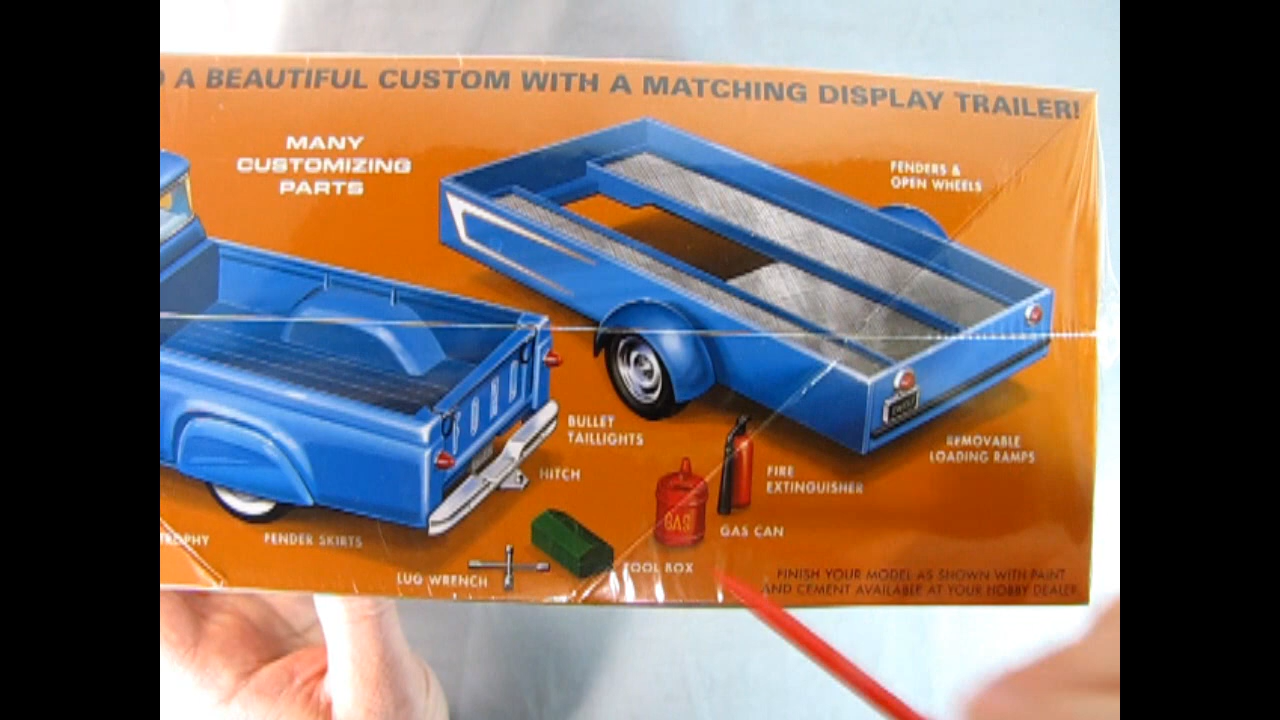 A BEAUTIFUL CUSTOM WITH A MATCHING DISPLAY TRAILER!
MANY
CUSTOMIZING
PARTS
FENDERS &
OPEN WHEELS
BULLET
TAILLIGHTS
HITCH
REMOVABLE
LOADING RAMPS
FIRE
EXTINGUISHER
GAS
GAS CAN
TROPHY
FENDER SKIRTS
LUG WRENCH
TOOL BOX
FINISH YOUR MODEL AS SHOWN WITH PAINT
AND CEMENT AVAILABLE AT YOUR HOBBY DEALER